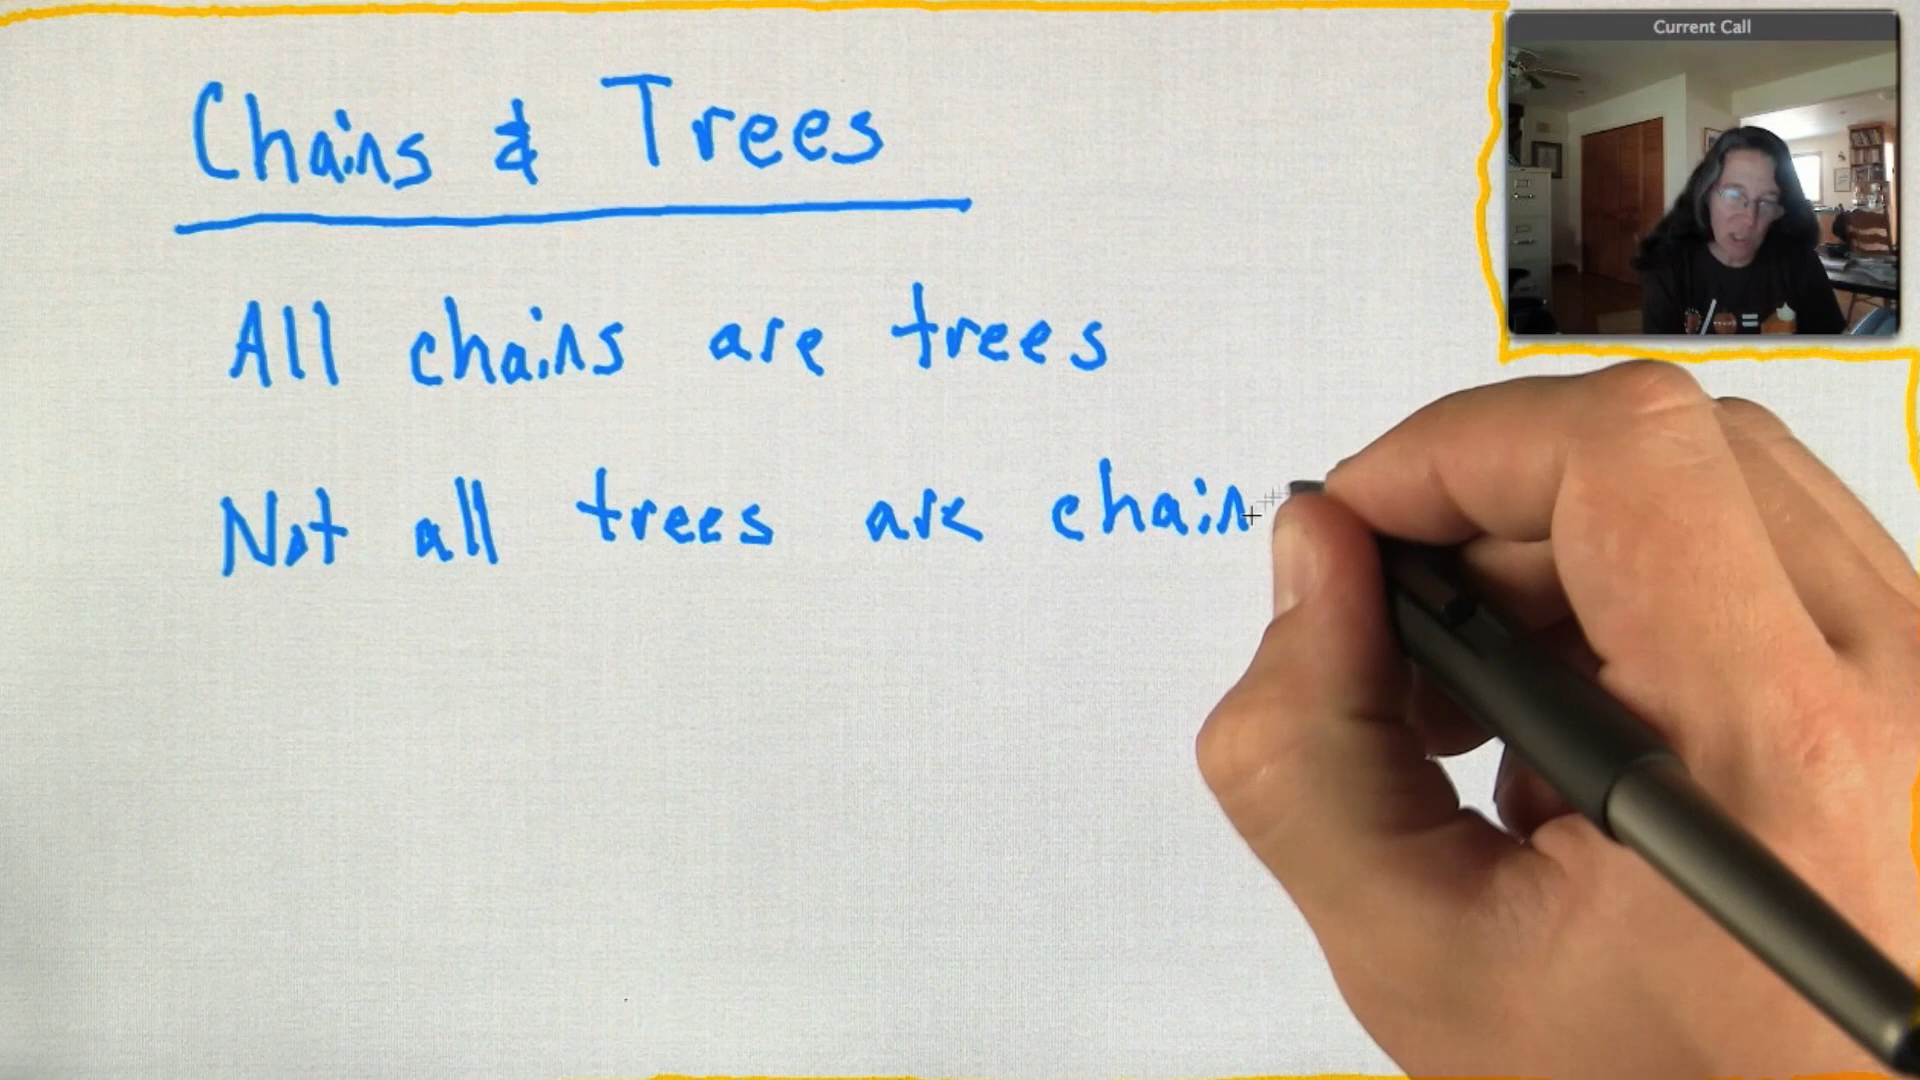 Chains & Trees
Current Call
All chains are trees
Not all trees are chain